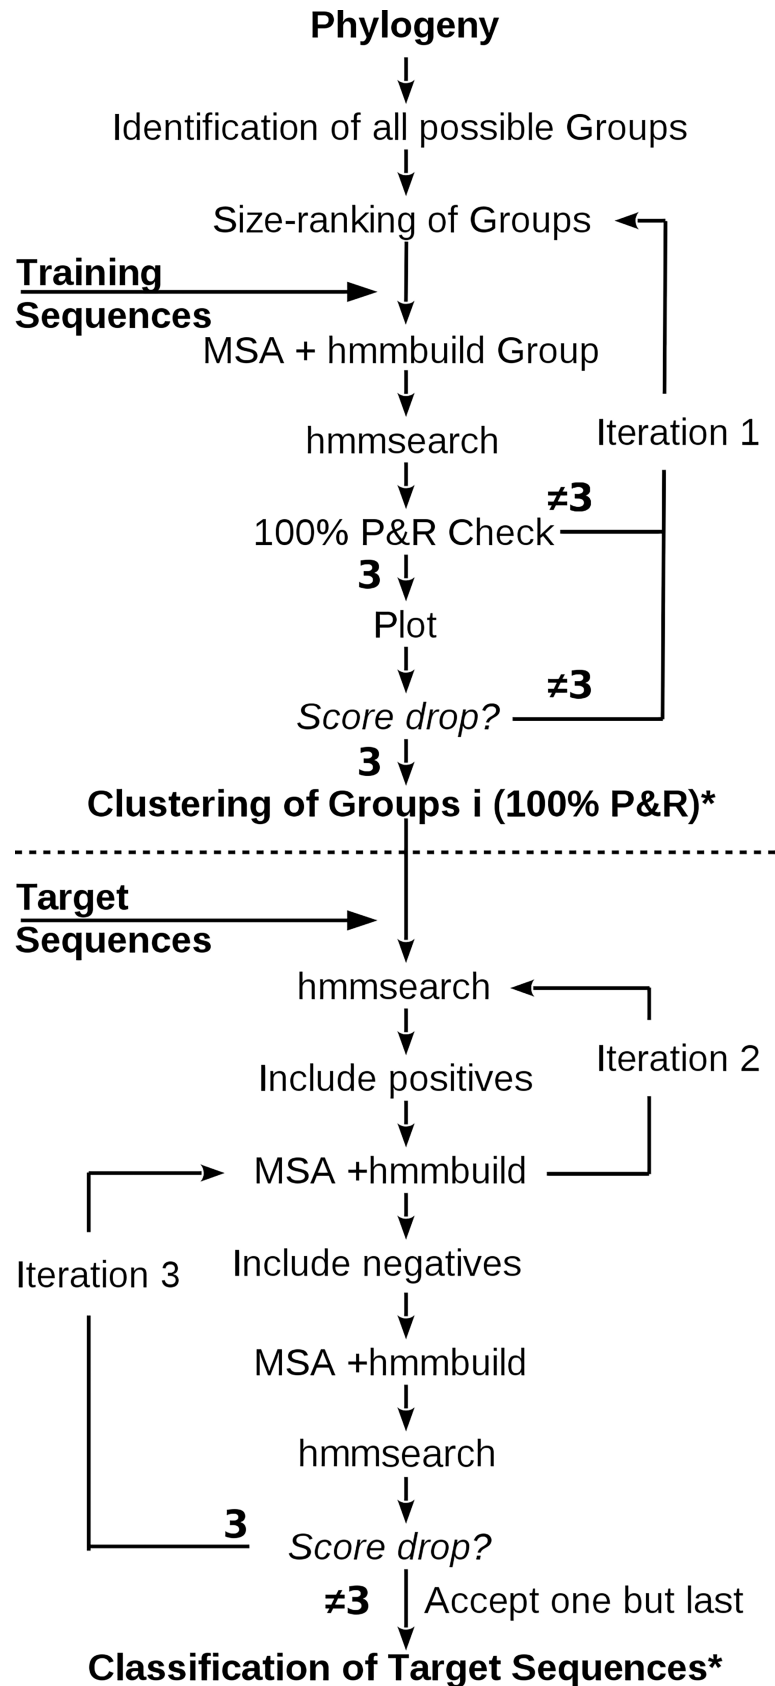 Phylogeny
Identification of all possible Groups
Size-ranking of Groups
Training
Sequences
MSA + hmmbuild Group
hmmsearch
Iteration 1
≠3
100% P&R Check
3
Plot
≠3
Score drop?
3
Clustering of Groups i (100% P&R)*
Target
Sequences
hmmsearch
Iteration 2
Include positives
MSA +hmmbuild
Iteration 3
Include negatives
MSA +hmmbuild
hmmsearch
3
Score drop?
≠3
Accept one but last
Classification of Target Sequences*